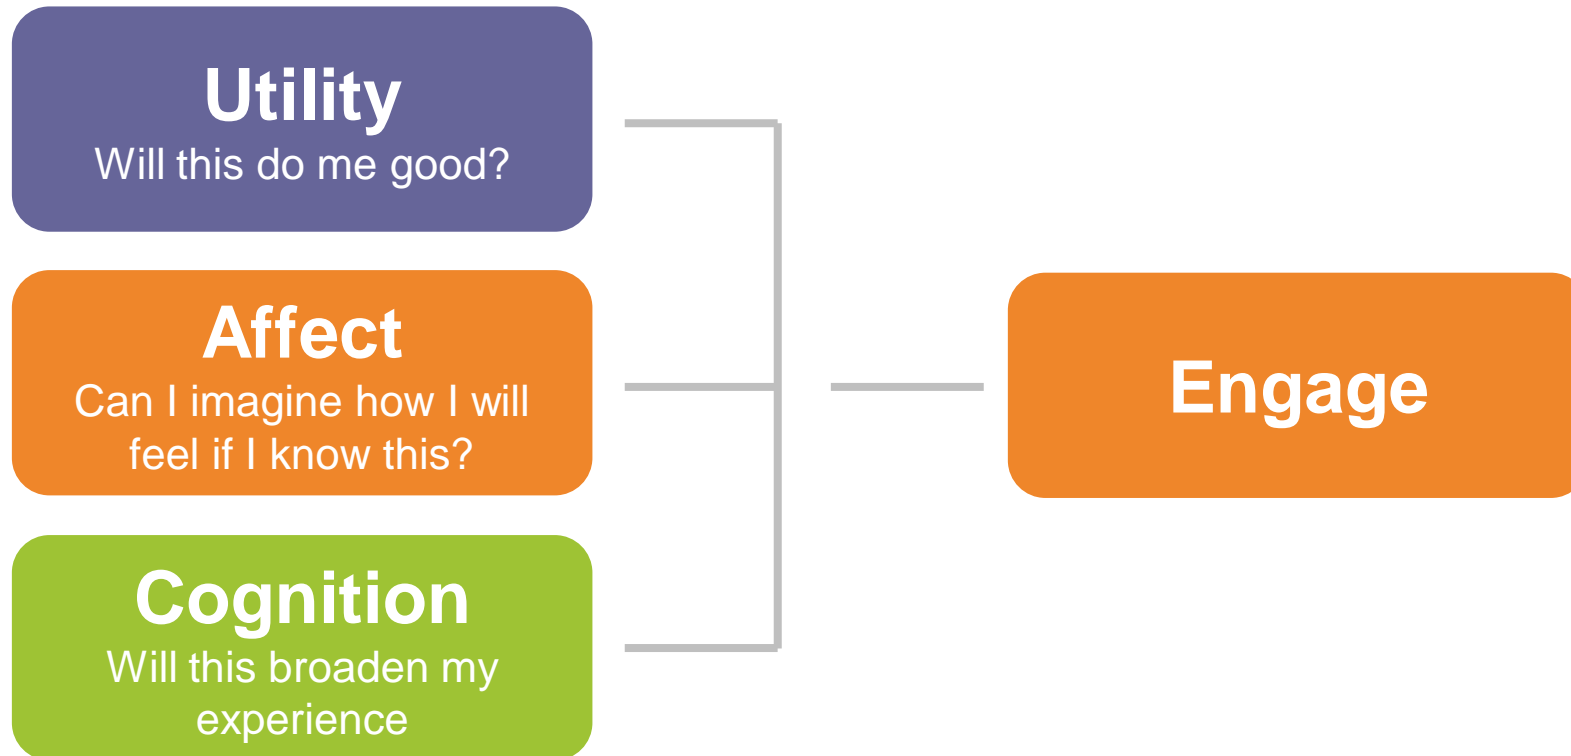 Utility
Will this do me good?
Affect
Can I imagine how I will
feel if I know this?
Cognition
Will this broaden my
experience
Engage